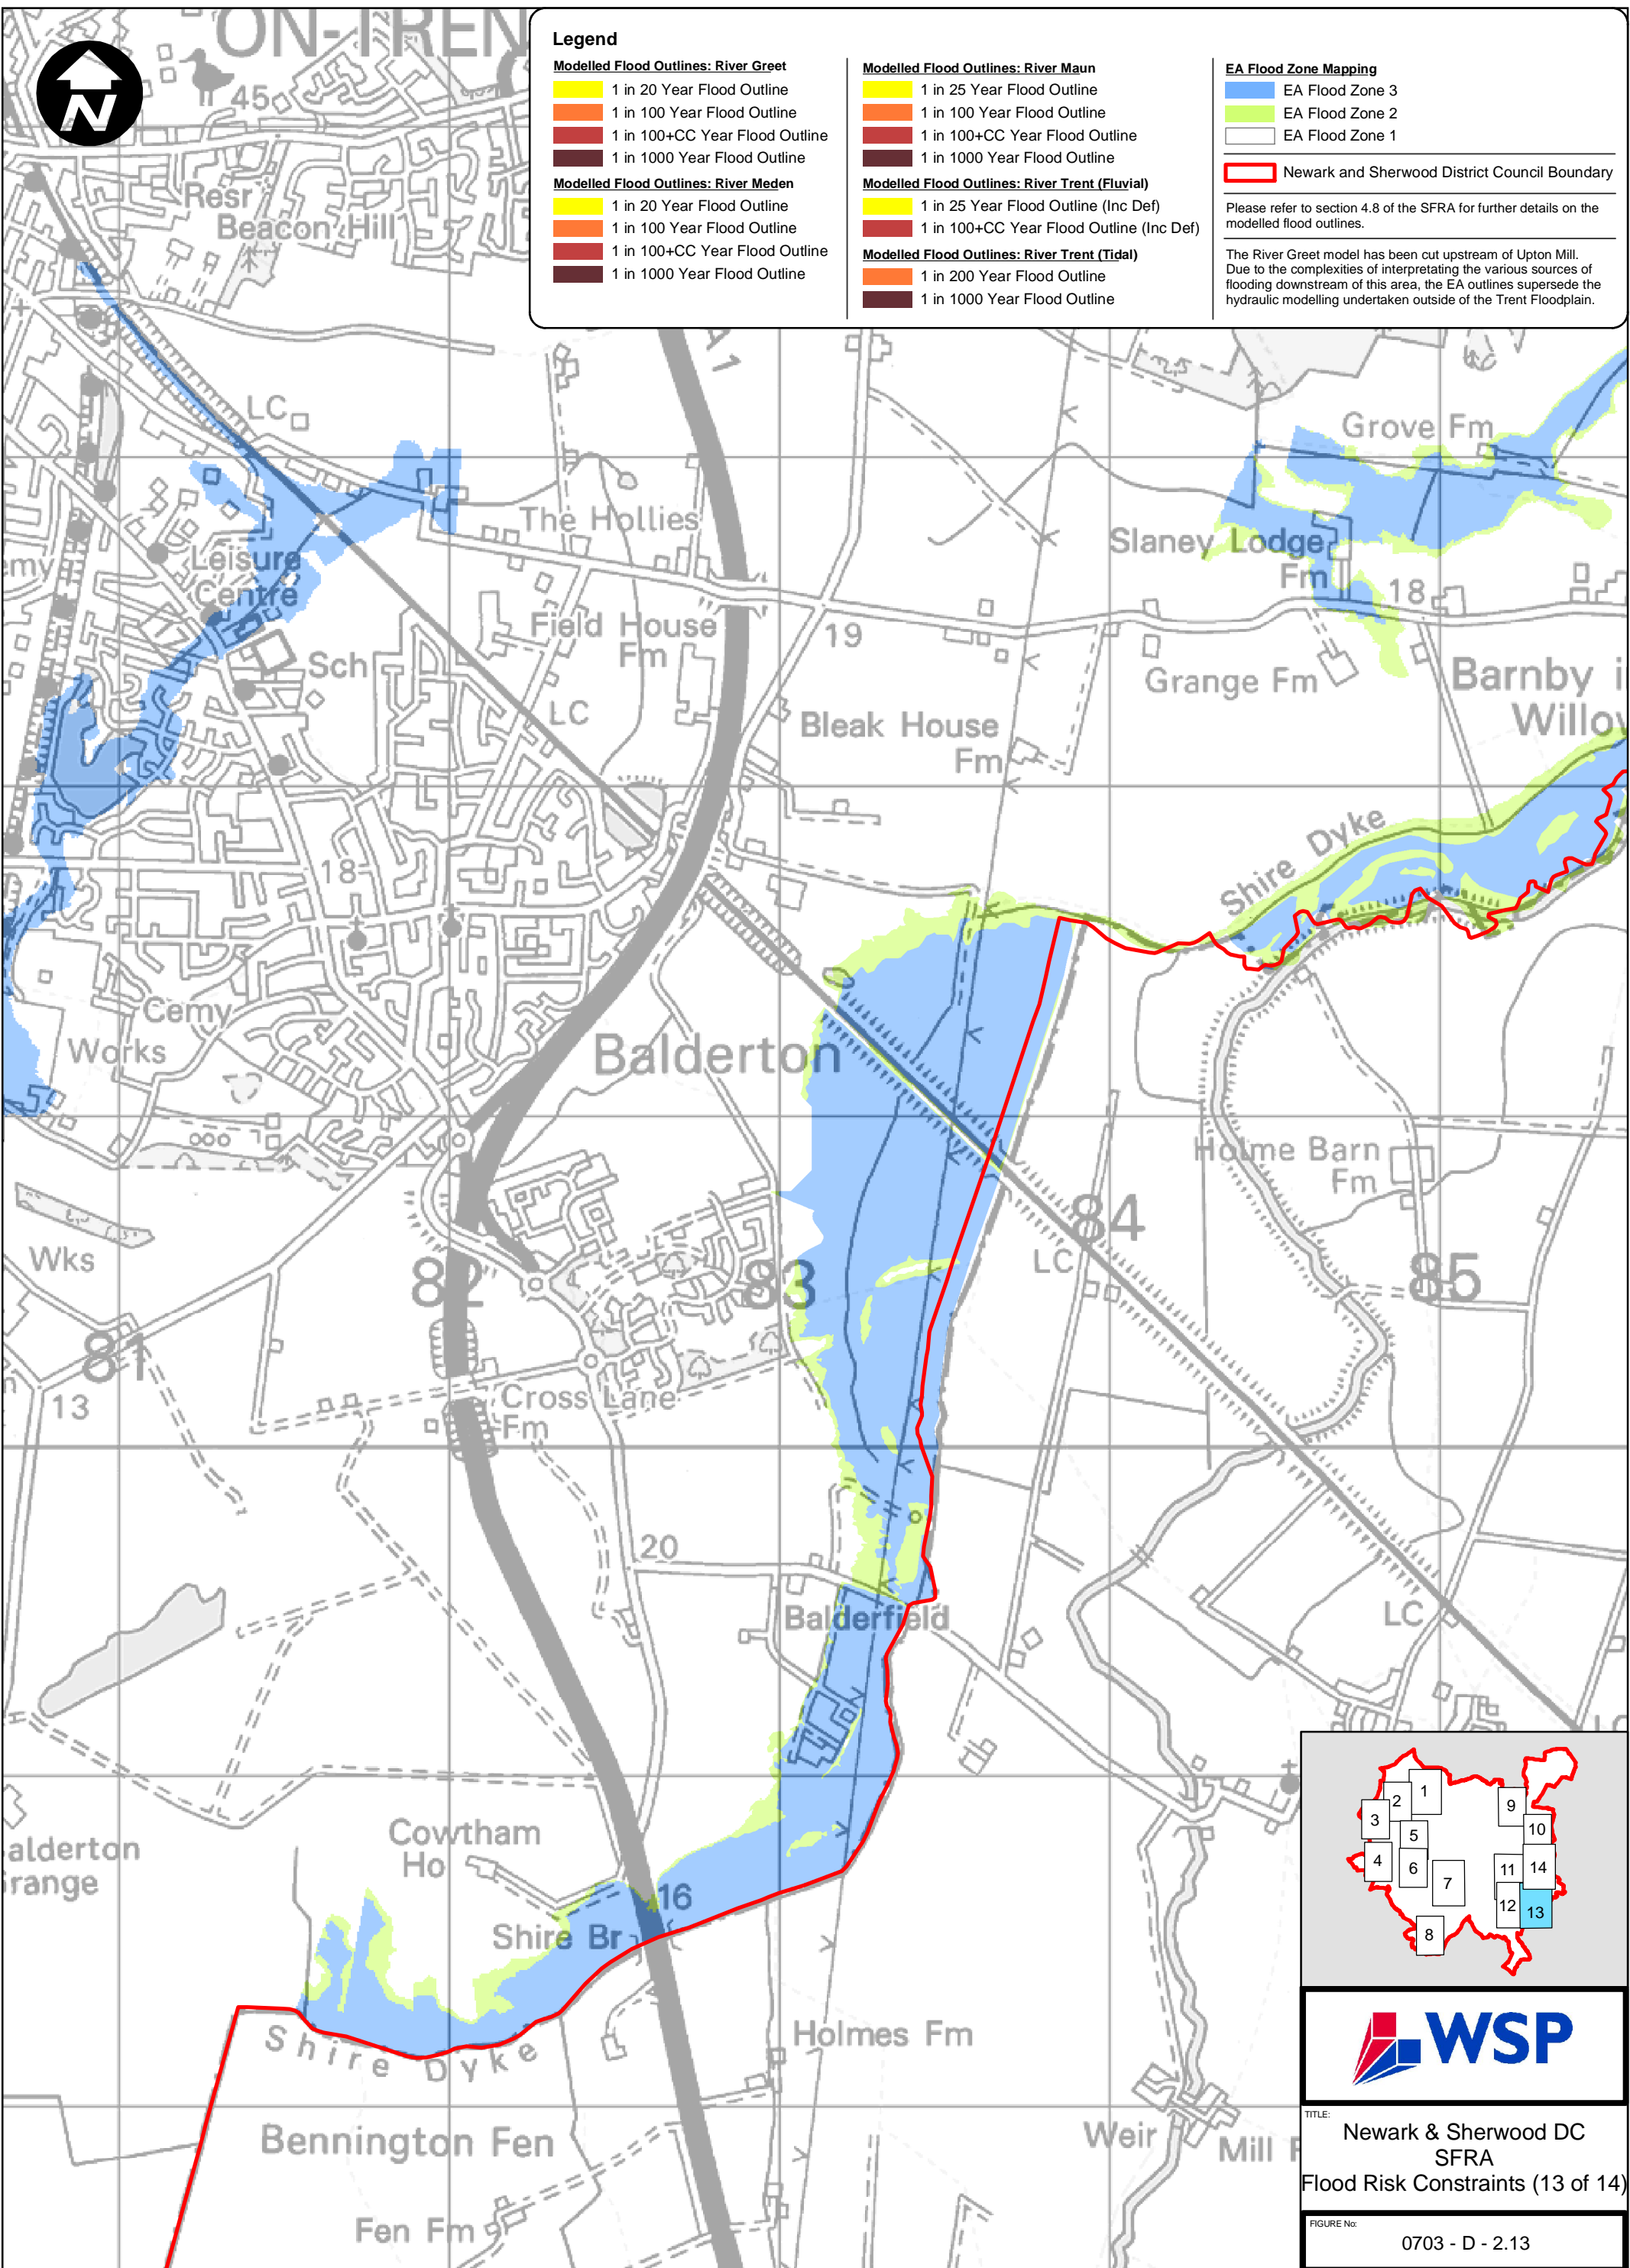 ON-TREN
45
Resr
Beacon Hill
A1
Legend
Modelled Flood Outlines: River Greet
1 in 20 Year Flood Outline
1 in 100 Year Flood Outline
1 in 100+CC Year Flood Outline
1 in 1000 Year Flood Outline
Modelled Flood Outlines: River Meden
1 in 20 Year Flood Outline
1 in 100 Year Flood Outline
1 in 100+CC Year Flood Outline
1 in 1000 Year Flood Outline
Modelled Flood Outlines: River Maun
1 in 25 Year Flood Outline
1 in 100 Year Flood Outline
1 in 100+CC Year Flood Outline
1 in 1000 Year Flood Outline
Modelled Flood Outlines: River Trent (Fluvial)
1 in 25 Year Flood Outline (Inc Def)
1 in 100+CC Year Flood Outline (Inc Def)
Modelled Flood Outlines: River Trent (Tidal)
1 in 200 Year Flood Outline
1 in 1000 Year Flood Outline
EA Flood Zone Mapping
EA Flood Zone 3
EA Flood Zone 2
EA Flood Zone 1
Newark and Sherwood District Council Boundary
Please refer to section 4.8 of the SFRA for further details on the
modelled flood outlines.
The River Greet model has been cut upstream of Upton Mill.
Due to the complexities of interpretating the various sources of
flooding downstream of this area, the EA outlines supersede the
hydraulic modelling undertaken outside of the Trent Floodplain.
N
LC
Grove Fm
The Hollies
Slaney Lodge
Fm
18
emy
Leisure
Centre
Field House
Fm
19
Sch
Grange Fm
Barnby i
Willo
LC
Bleak House
Fm
Shire Dyke
18
Cemy
Works
Balderton
Holme Barn
Fm
Wks
82
83
84
LC
85
81
13
Cross Lane
Fm
20
Balderfield
LC
LC
alderton
range
Cowtham
Ho
16
Shire Br
Shire Dyke
Holmes Fm
Bennington Fen
Weir
Mill F
Fen Fm
1
2
3
4
5
6
7
8
9
10
11
14
12
13
WSP
TITLE:
Newark & Sherwood DC
SFRA
Flood Risk Constraints (13 of 14)
FIGURE No:
0703 - D - 2.13